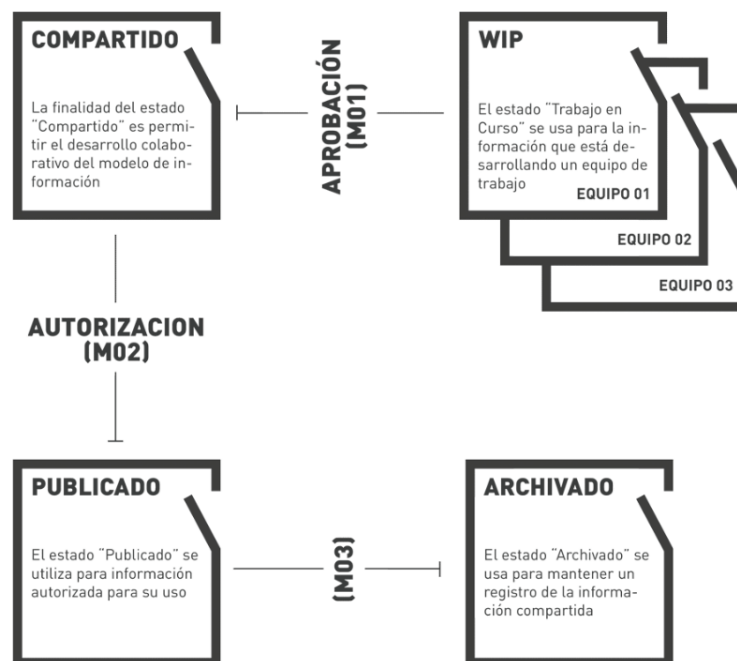 COMPARTIDO
La finalidad del estado
"Compartido" es permi-
tir el desarrollo colabo-
rativo del modelo de in-
formación
APROBACIÓN
(M01)
WIP
El estado "Trabajo en
Curso" se usa para la in-
formación que está de-
sarrollando un equipo de
trabajo
EQUIPO 01
EQUIPO 02
EQUIPO 03
AUTORIZACION
(M02)
PUBLICADO
El estado "Publicado" se
utiliza para información
autorizada para su uso
(M03)
ARCHIVADO
El estado "Archivado" se
usa para mantener un
registro de la informa-
ción compartida